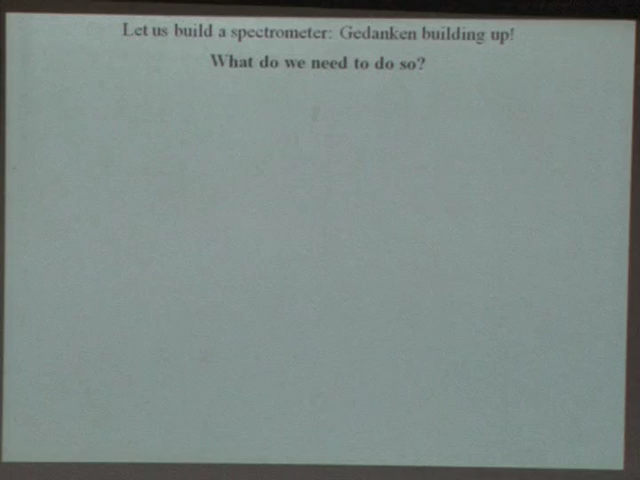 Let us build a spectrometer: Gedanken building up!
What do we need to do so?